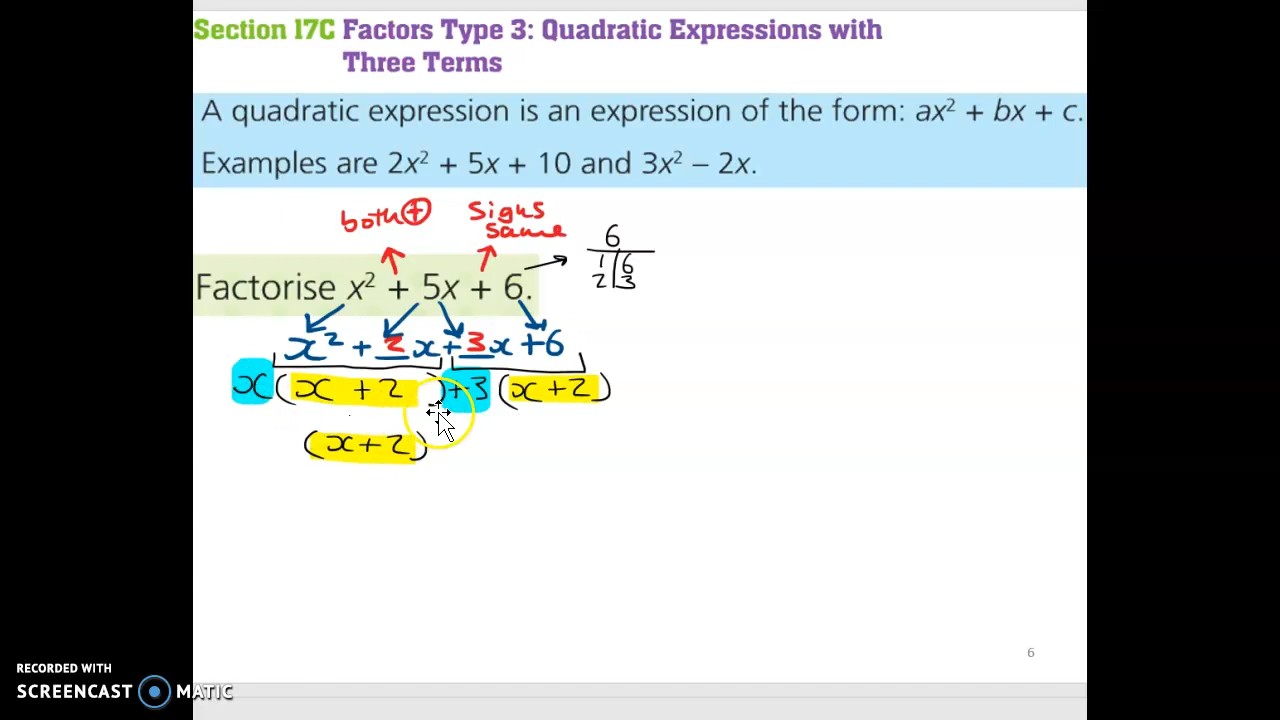 Section 17C Factors Type 3: Quadratic Expressions with
Three Terms
A quadratic expression is an expression of the form: ax² + bx + c.
Examples are 2x² + 5x + 10 and 3x² − 2x.
both + signs
same
6
1 | 6
2 | 3
Factorise x² + 5x + 6.
x² + 2x + 3x + 6
x(x + 2) + 3(x + 2)
(x + 2)
6
RECORDED WITH
SCREENCAST MATIC